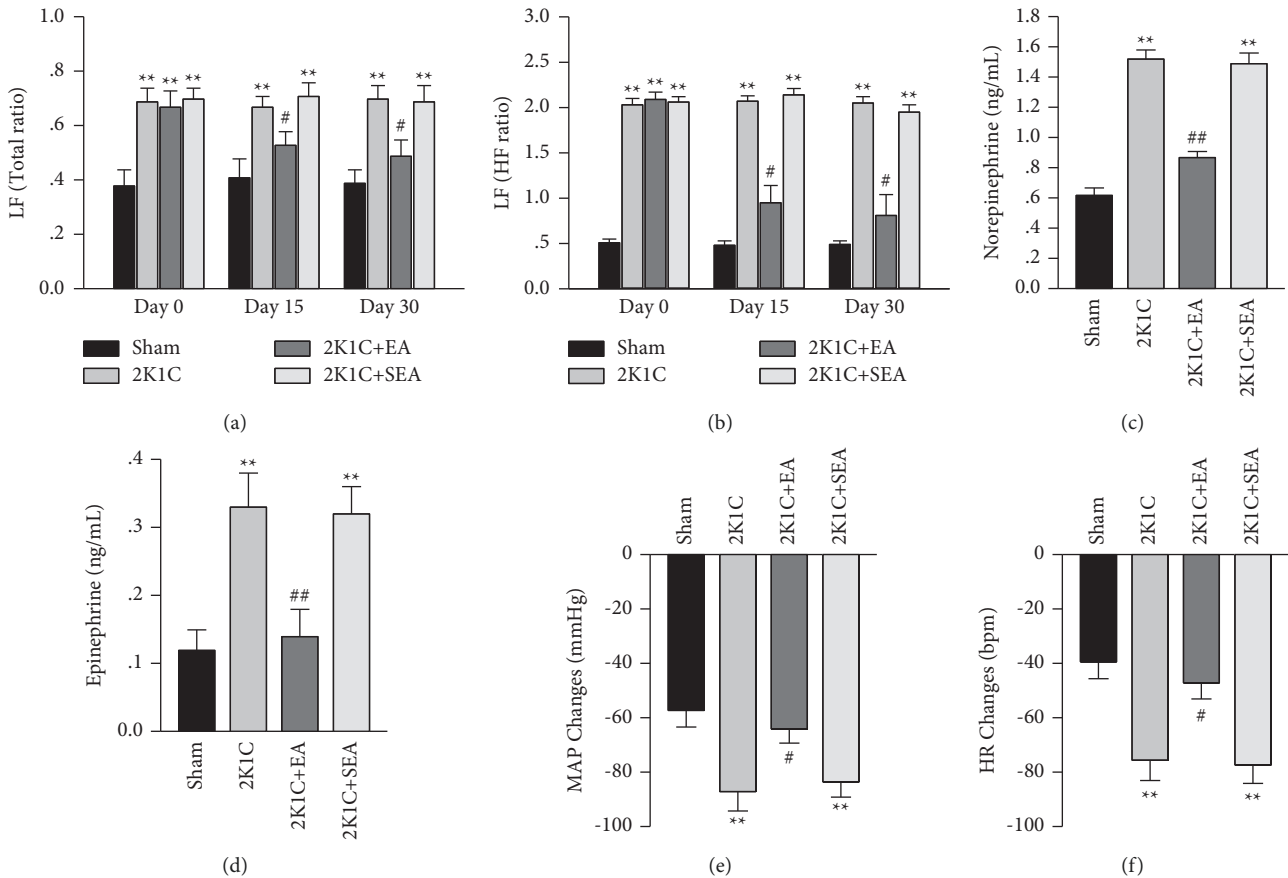 1.0
.8
.6
.4
.2
0.0
LF (Total ratio)
** ** **
** # **
** # **
Day 0 Day 15 Day 30
Sham 2K1C+EA
2K1C 2K1C+SEA
(a)
3.0
2.5
2.0
1.5
1.0
.5
0.0
LF (HF ratio)
** ** **
** # **
** # **
Day 0 Day 15 Day 30
Sham 2K1C+EA
2K1C 2K1C+SEA
(b)
1.8
1.6
1.4
1.2
1.0
0.8
.6
.4
.2
0.0
Norepinephrine (ng/mL)
** ## **
Sham 2K1C 2K1C+EA 2K1C+SEA
(c)
.4
0.3
.2
0.1
0.0
Epinephrine (ng/mL)
** ## **
Sham 2K1C 2K1C+EA 2K1C+SEA
(d)
Sham 2K1C 2K1C+EA 2K1C+SEA
0
-20
-40
-60
-80
-100
MAP Changes (mmHg)
** # **
(e)
Sham 2K1C 2K1C+EA 2K1C+SEA
0
-20
-40
-60
-80
-100
HR Changes (bpm)
** # **
(f)